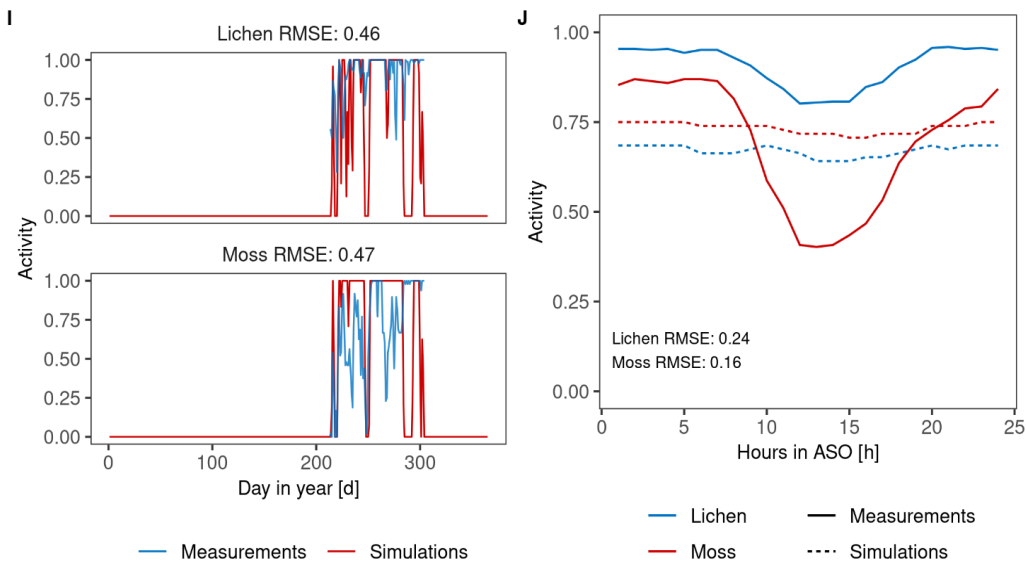 I
Lichen RMSE: 0.46
1.00
0.75
0.50
0.25
0.00
Moss RMSE: 0.47
1.00
0.75
0.50
0.25
0.00
Activity
0 100 200 300
Day in year [d]
Measurements Simulations
J
1.00
0.75
0.50
0.25
0.00
Activity
Lichen RMSE: 0.24
Moss RMSE: 0.16
0 5 10 15 20 25
Hours in ASO [h]
Lichen Measurements
Moss Simulations